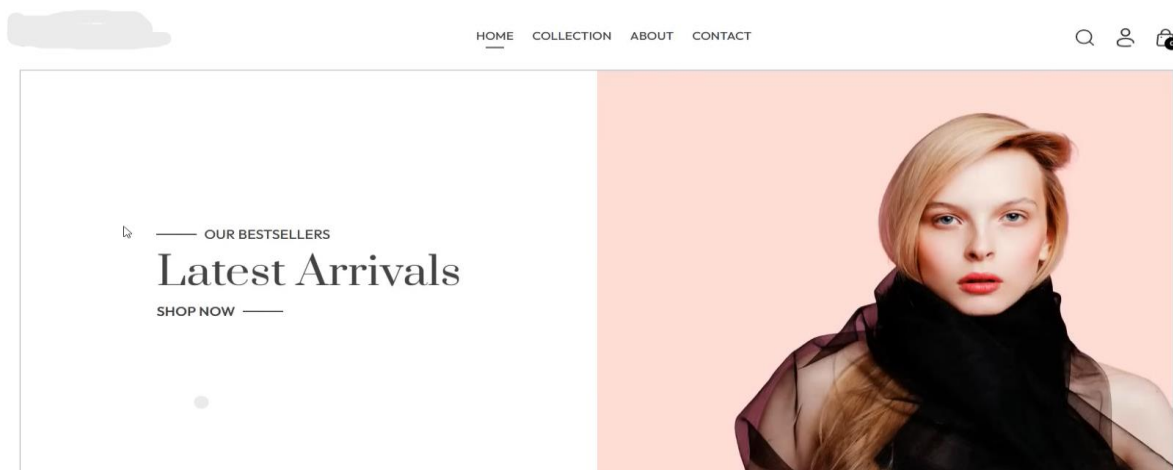 HOME COLLECTION ABOUT CONTACT
OUR BESTSELLERS
Latest Arrivals
SHOP NOW